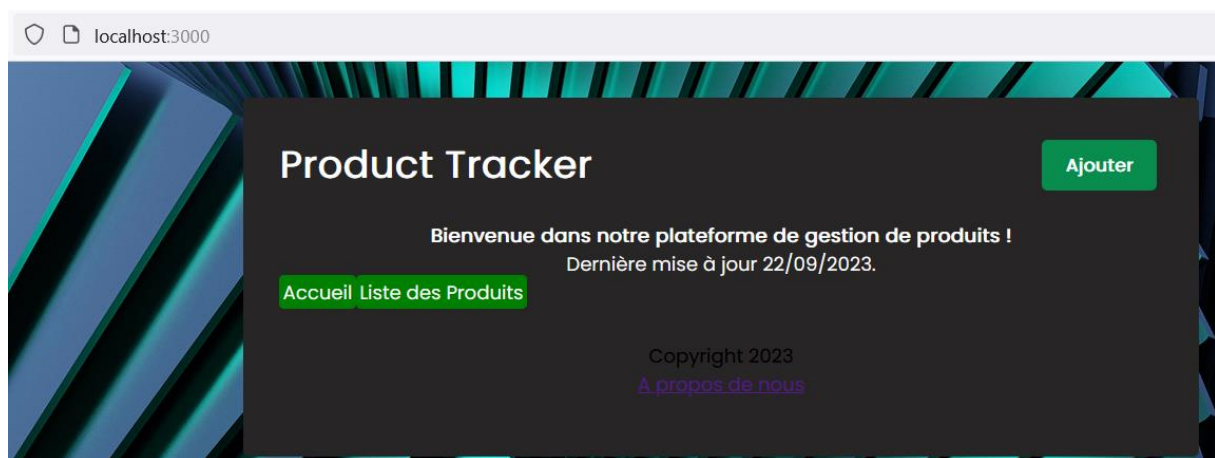 localhost:3000
Product Tracker
Ajouter
Bienvenue dans notre plateforme de gestion de produits !
Dernière mise à jour 22/09/2023.
Accueil Liste des Produits
Copyright 2023
A propos de nous